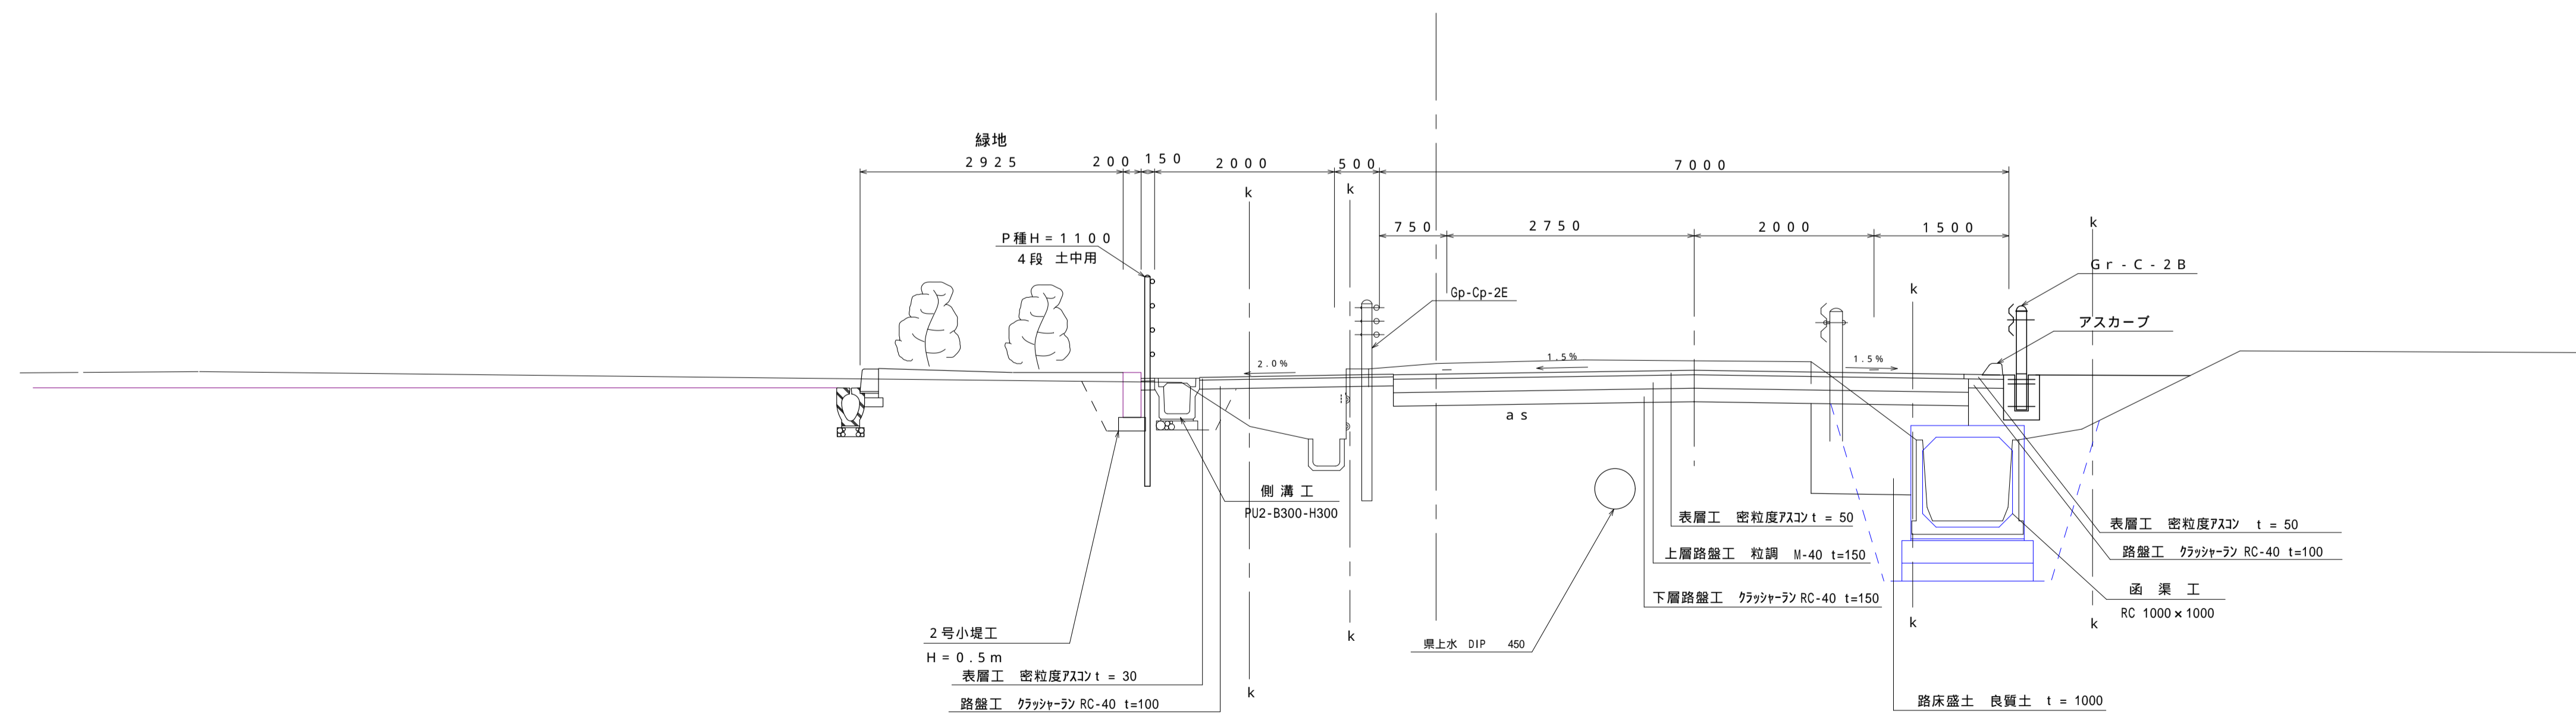 緑地
2925
200
150
2000
500
7000
k
k
750
2750
2000
1500
k
P種H=1100
4段 土中用
Gr-C-2B
k
Gp-Cp-2E
アスカーブ
2.0%
1.5%
1.5%
as
側溝工
PU2-B300-H300
表層工 密粒度ｱｽｺﾝ t = 50
上層路盤工 粒調 M-40 t=150
下層路盤工 ｸﾗｯｼｬｰﾗﾝ RC-40 t=150
表層工 密粒度ｱｽｺﾝ t = 50
路盤工 ｸﾗｯｼｬｰﾗﾝ RC-40 t=100
函渠工
RC 1000×1000
k
k
2号小堤工
H=0.5m
k
県上水 DIP 450
表層工 密粒度ｱｽｺﾝ t = 30
k
路盤工 ｸﾗｯｼｬｰﾗﾝ RC-40 t=100
路床盛土 良質土 t = 1000